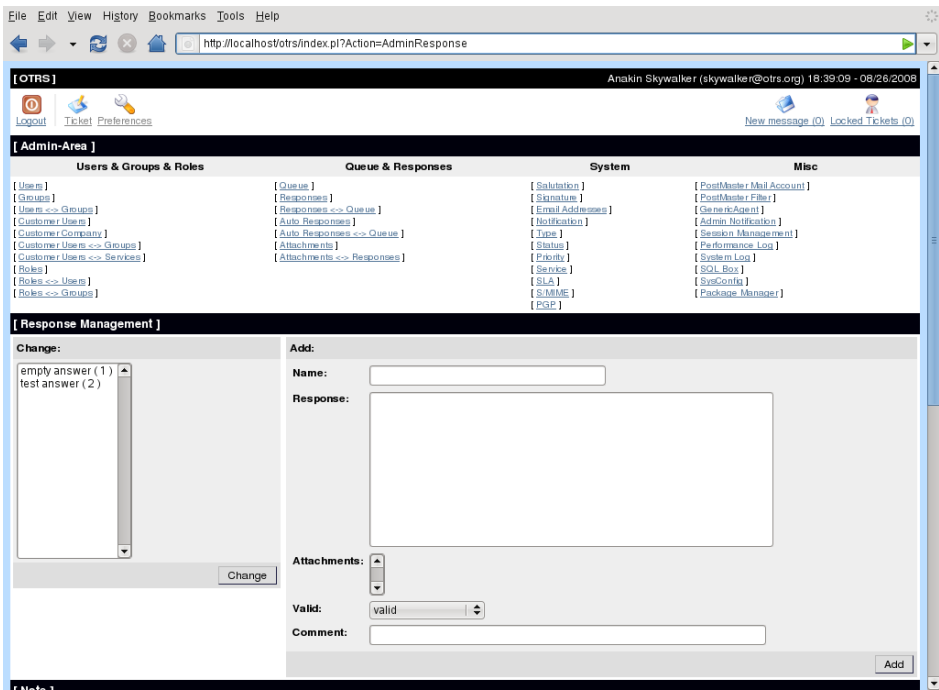 File Edit View History Bookmarks Tools Help
http://localhost/otrs/index.pl?Action=AdminResponse
[ OTRS ] Anakin Skywalker (skywalker@otrs.org) 18:39:09 - 08/26/2008
Logout Ticket Preferences New message (0) Locked Tickets (0)
[ Admin-Area ]
Users & Groups & Roles Queue & Responses System Misc
[ Users ] [ Queue ] [ Salutation ] [ PostMaster Mail Account ]
[ Groups ] [ Responses ] [ Signature ] [ PostMaster Filter ]
[ Users <-> Groups ] [ Responses <-> Queue ] [ Email Addresses ] [ GenericAgent ]
[ Customer Users ] [ Auto Responses ] [ Notification ] [ Admin Notification ]
[ Customer Company ] [ Auto Responses <-> Queue ] [ Type ] [ Session Management ]
[ Customer Users <-> Groups ] [ Attachments ] [ Status ] [ Performance Log ]
[ Customer Users <-> Services ] [ Attachments <-> Responses ] [ Priority ] [ System Log ]
[ Roles ] [ Service ] [ SQL Box ]
[ Roles <-> Users ] [ SLA ] [ SysConfig ]
[ Roles <-> Groups ] [ S/MIME ] [ Package Manager ]
[ PGP ]
[ Response Management ]
Change: Add:
empty answer ( 1 )
test answer ( 2 )
Change
Name:
Response:
Attachments:
Valid: valid
Comment:
Add
[ Note ]